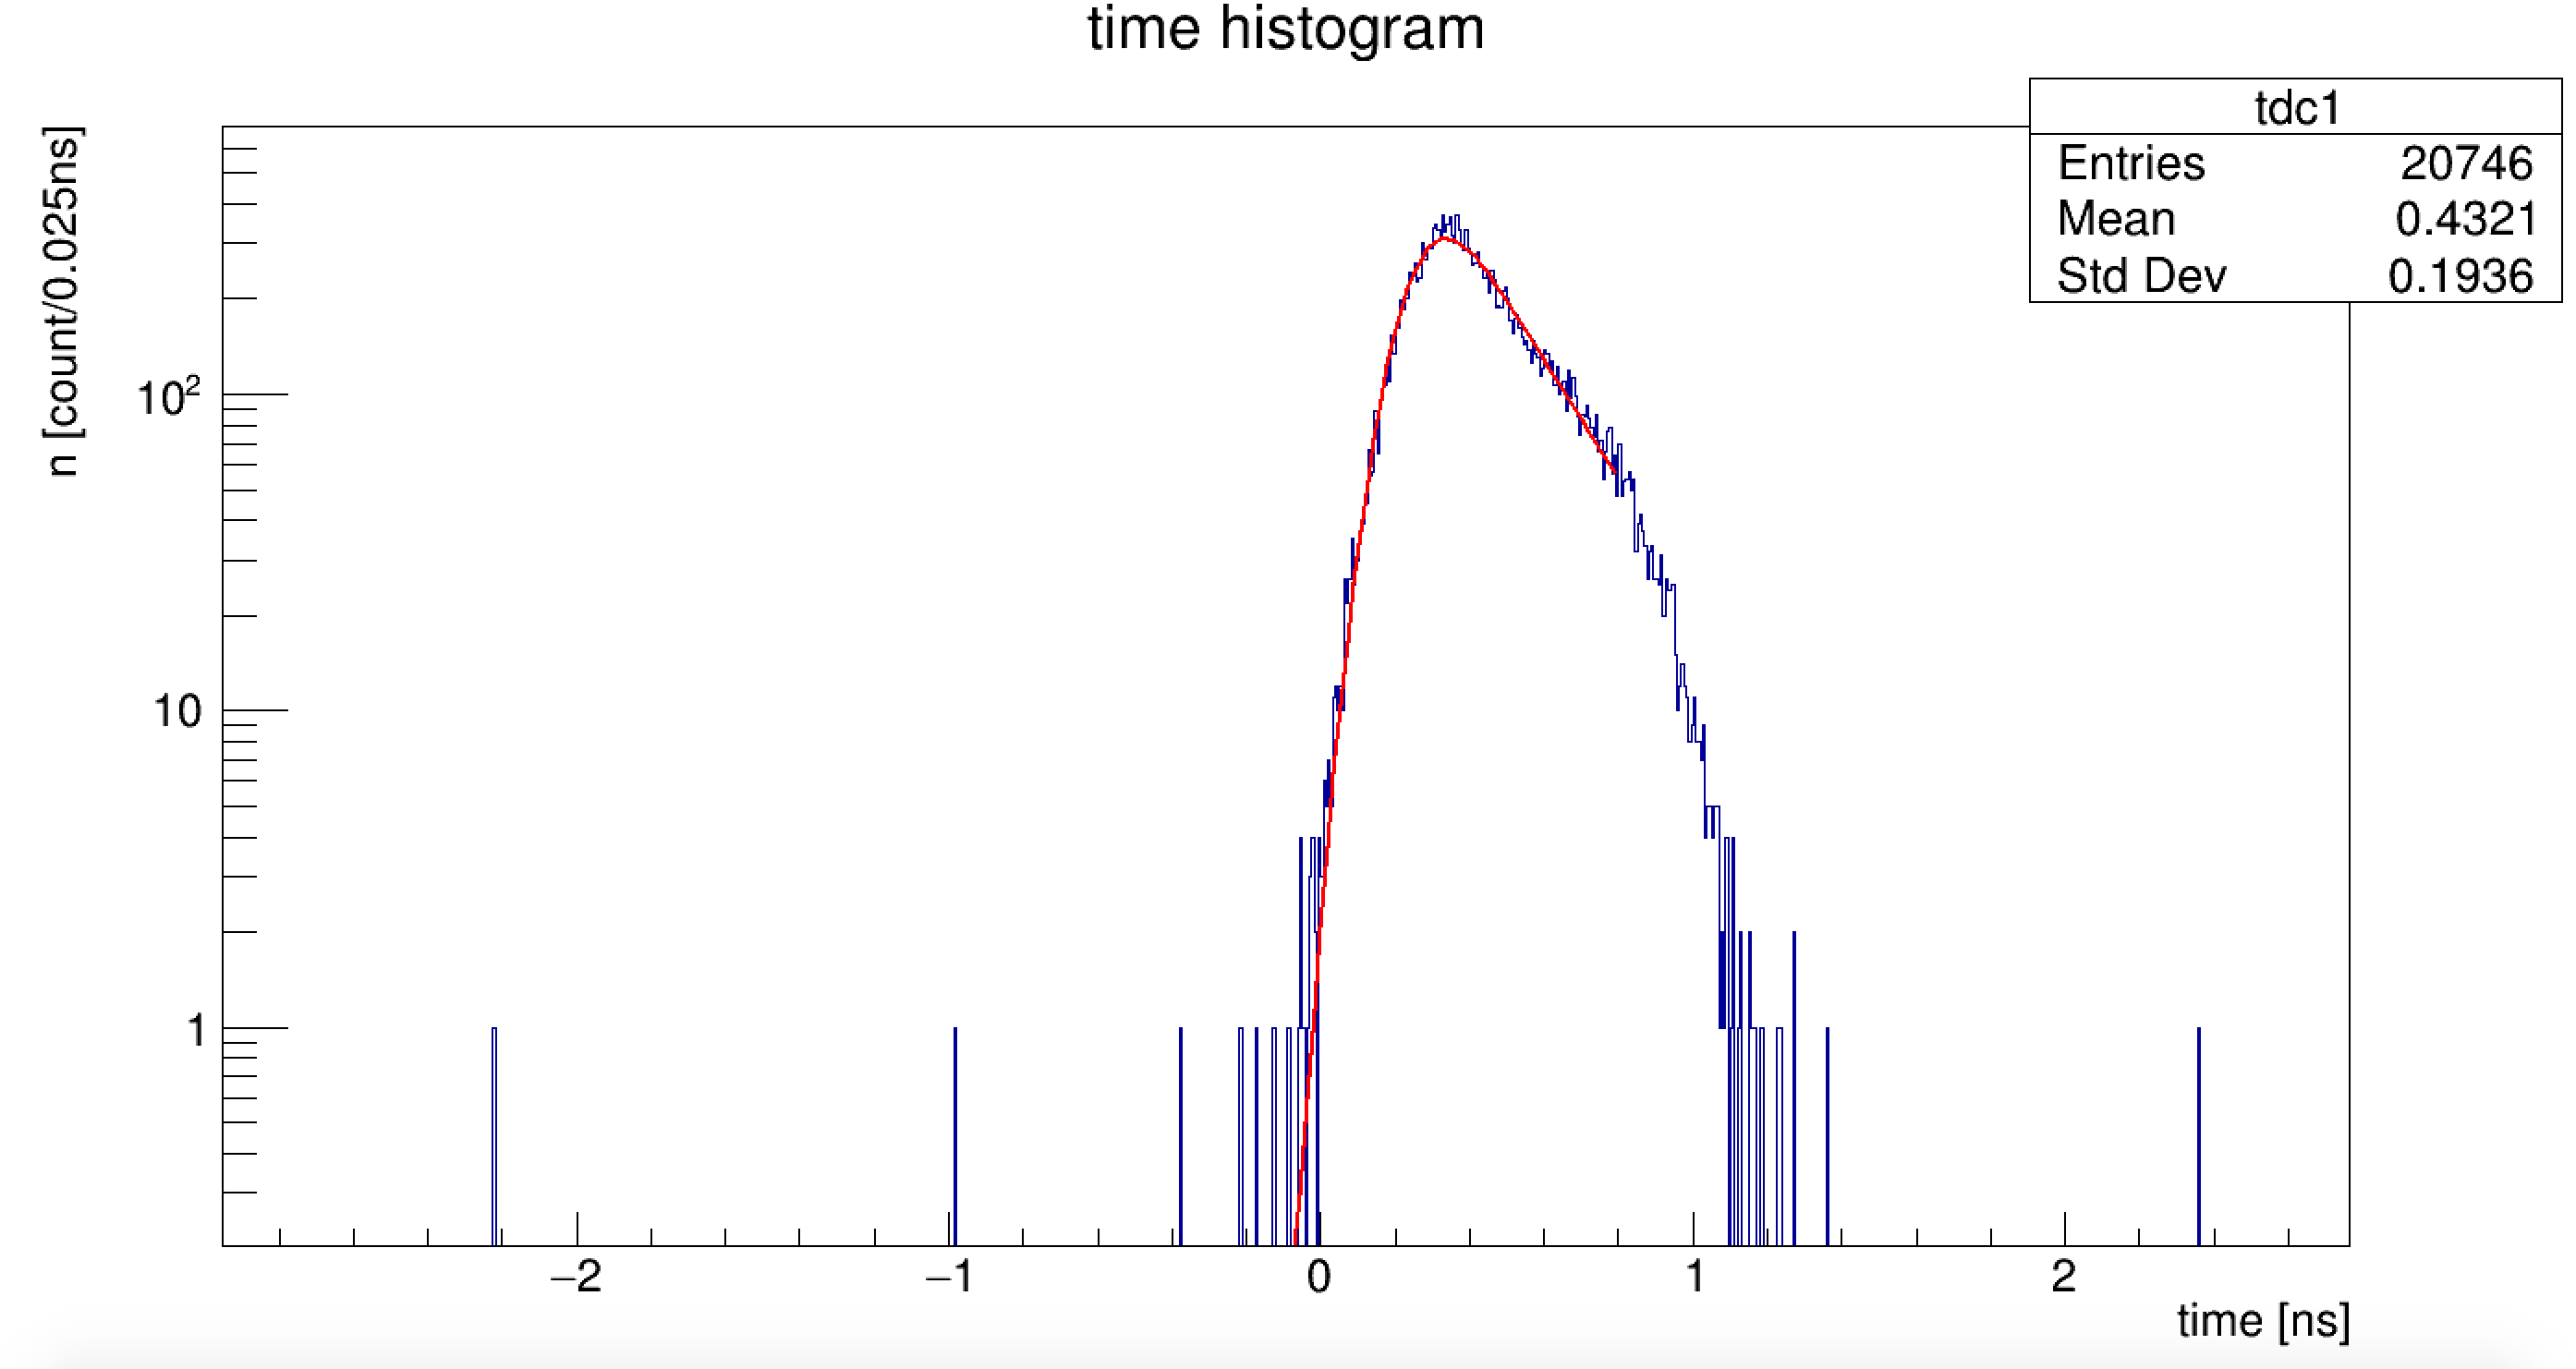 time histogram
tdc1
Entries 20746
Mean 0.4321
Std Dev 0.1936
n [count/0.025ns]
10²
10
1
−2 −1 0 1 2
time [ns]